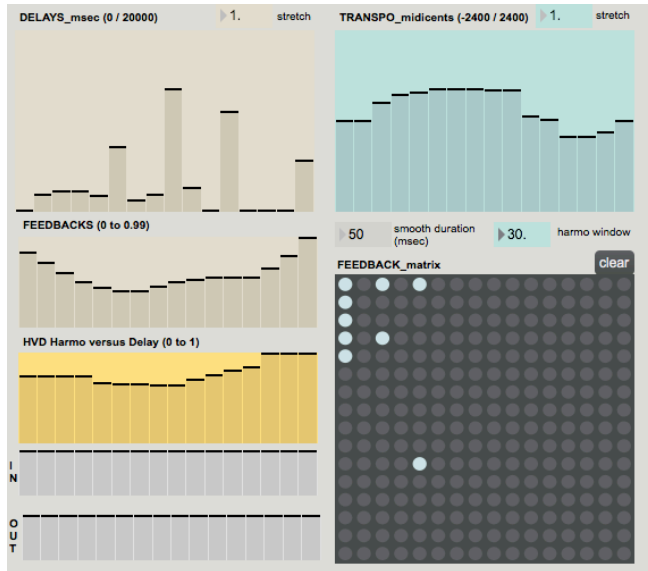 DELAYS_msec (0 / 20000)
1.
stretch
TRANSPO_midicents (-2400 / 2400)
1.
stretch
FEEDBACKS (0 to 0.99)
50
smooth duration
(msec)
30.
harmo window
FEEDBACK_matrix
clear
HVD Harmo versus Delay (0 to 1)
I
N
O
U
T